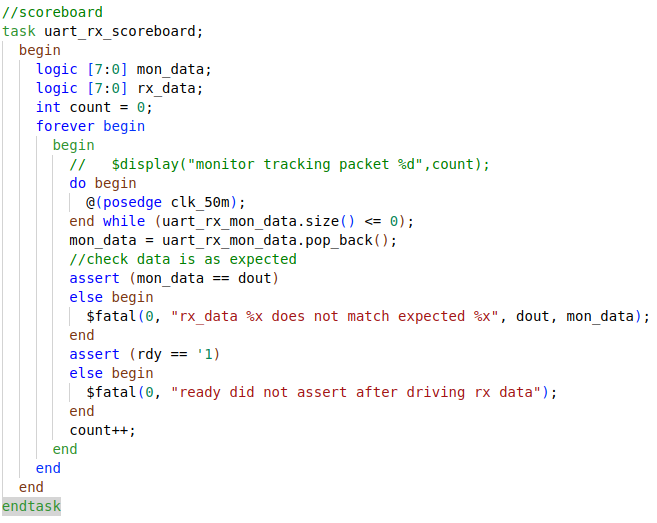 //scoreboard
task uart_rx_scoreboard;
  begin
    logic [7:0] mon_data;
    logic [7:0] rx_data;
    int count = 0;
    forever begin
      begin
        //   $display("monitor tracking packet %d",count);
        do begin
          @(posedge clk_50m);
        end while (uart_rx_mon_data.size() <= 0);
        mon_data = uart_rx_mon_data.pop_back();
        //check data is as expected
        assert (mon_data == dout)
        else begin
          $fatal(0, "rx_data %x does not match expected %x", dout, mon_data);
        end
        assert (rdy == '1)
        else begin
          $fatal(0, "ready did not assert after driving rx data");
        end
        count++;
      end
    end
  end
endtask